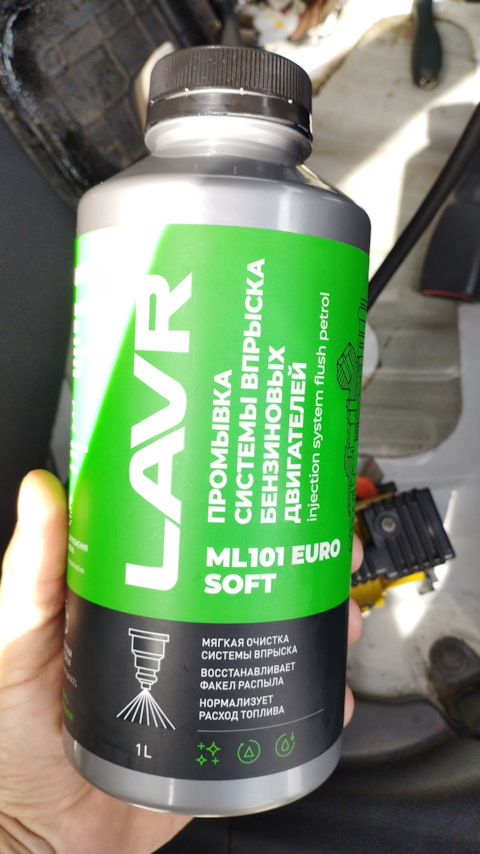 LAVR
ПРОМЫВКА
СИСТЕМЫ ВПРЫСКА
БЕНЗИНОВЫХ
ДВИГАТЕЛЕЙ
injection system flush petrol
ML101 EURO
SOFT
МЯГКАЯ ОЧИСТКА
СИСТЕМЫ ВПРЫСКА
ВОССТАНАВЛИВАЕТ
ФАКЕЛ РАСПЫЛА
НОРМАЛИЗУЕТ
РАСХОД ТОПЛИВА
1L